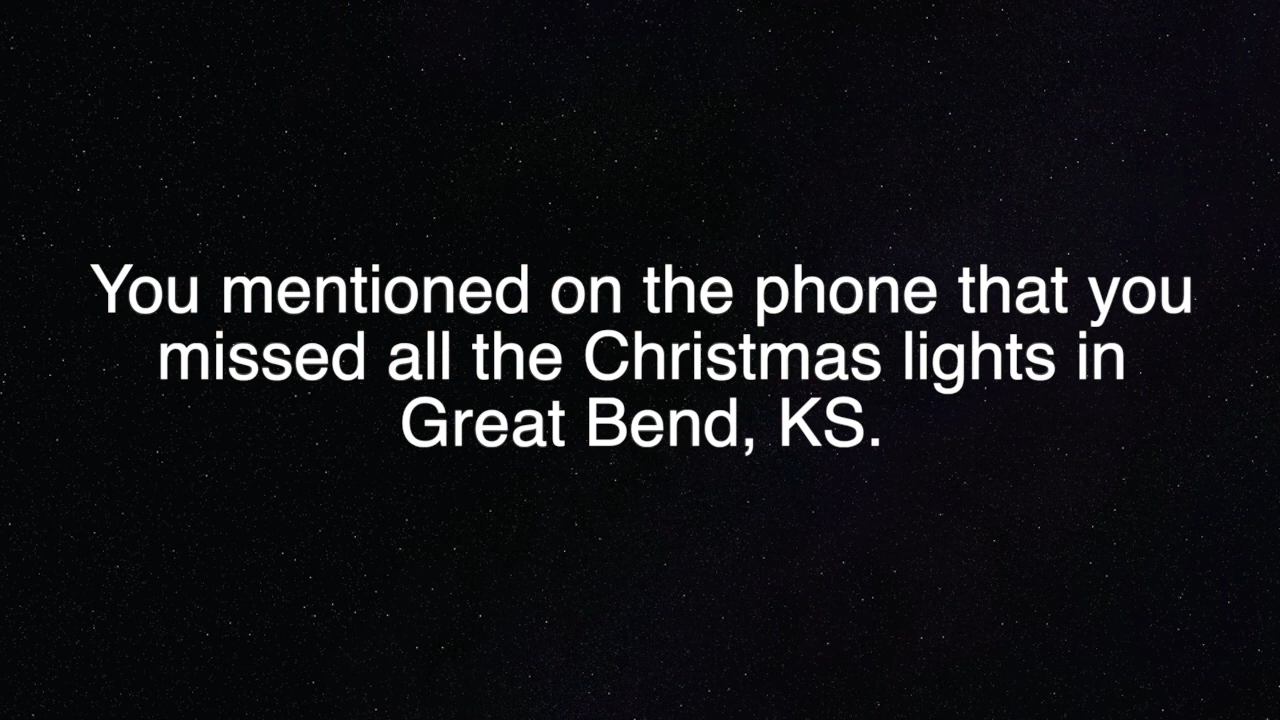 You mentioned on the phone that you
missed all the Christmas lights in
Great Bend, KS.